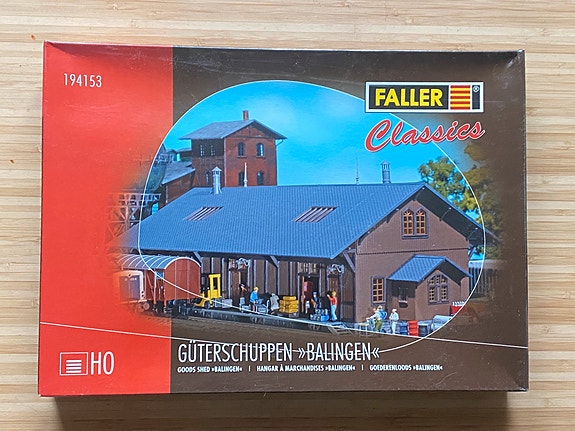 194153
FALLER ®
Classics
H0
GÜTERSCHUPPEN »BALINGEN«
GOODS SHED »BALINGEN« | HANGAR À MARCHANDISES »BALINGEN« | GOEDERENLOODS »BALINGEN«